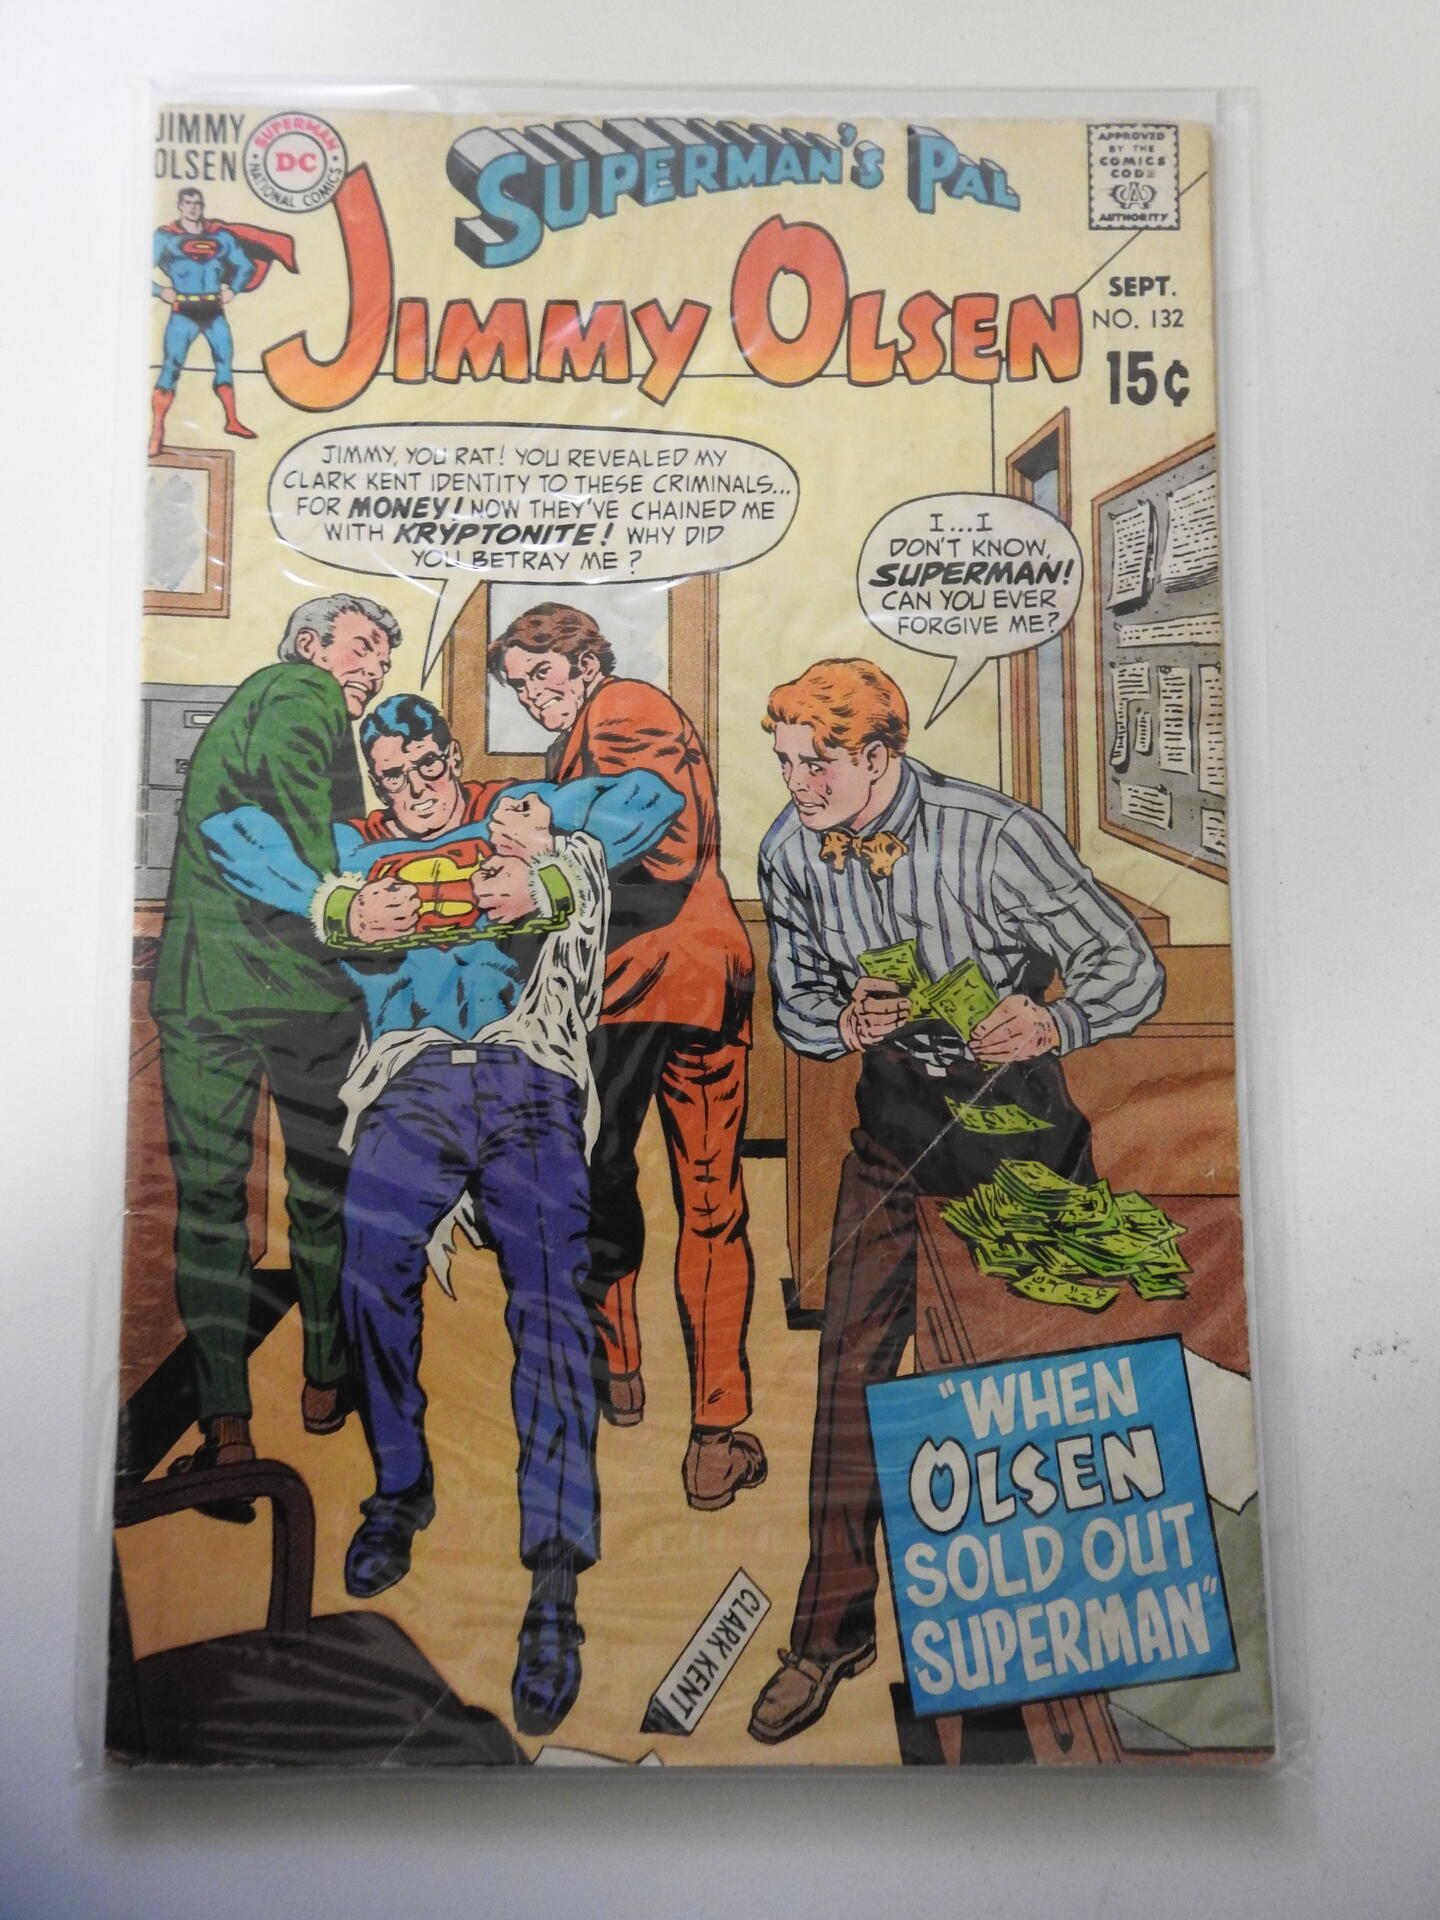 JIMMY
OLSEN
SUPERMAN
DC
NATIONAL COMICS
SUPERMAN'S PAL
JIMMY OLSEN
APPROVED
BY THE
COMICS
CODE
CA
AUTHORITY
SEPT.
NO. 132
15¢
JIMMY, YOU RAT! YOU REVEALED MY
CLARK KENT IDENTITY TO THESE CRIMINALS...
FOR MONEY! NOW THEY'VE CHAINED ME
WITH KRYPTONITE! WHY DID
YOU BETRAY ME?
I...I
DON'T KNOW,
SUPERMAN!
CAN YOU EVER
FORGIVE ME?
"WHEN
OLSEN
SOLD OUT
SUPERMAN"
CLARK KENT